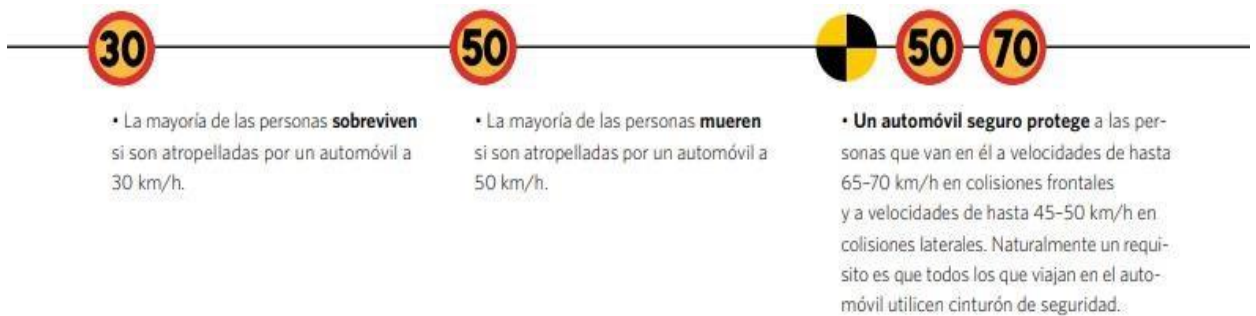 30
50
50 70
• La mayoría de las personas sobreviven
si son atropelladas por un automóvil a
30 km/h.
• La mayoría de las personas mueren
si son atropelladas por un automóvil a
50 km/h.
• Un automóvil seguro protege a las per-
sonas que van en él a velocidades de hasta
65–70 km/h en colisiones frontales
y a velocidades de hasta 45–50 km/h en
colisiones laterales. Naturalmente un requi-
sito es que todos los que viajan en el auto-
móvil utilicen cinturón de seguridad.